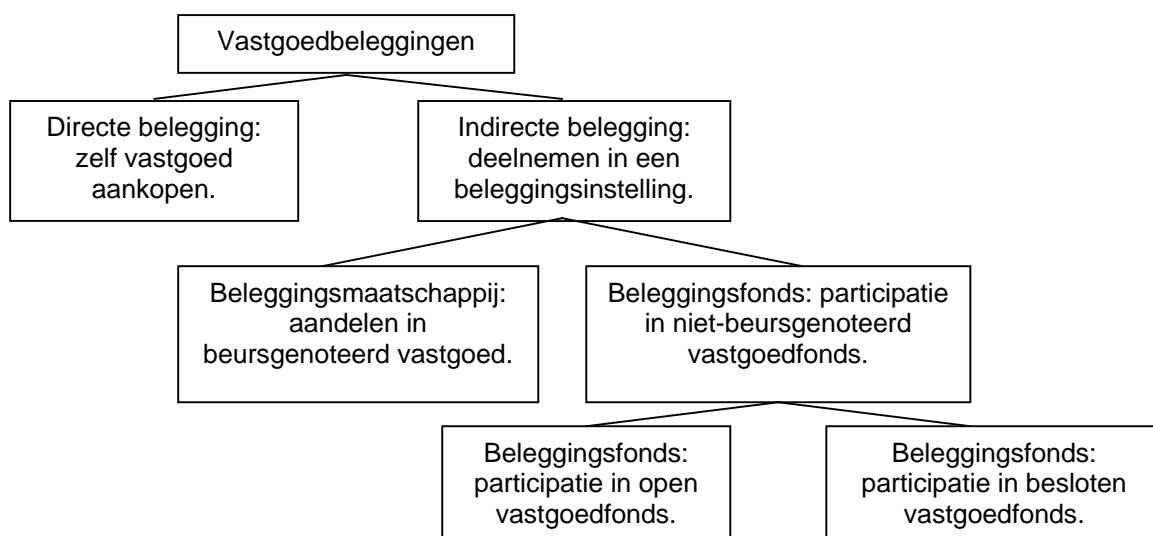 Vastgoedbeleggingen
Directe belegging:
zelf vastgoed
aankopen.
Indirecte belegging:
deelnemen in een
beleggingsinstelling.
Beleggingsmaatschappij:
aandelen in
beursgenoteerd vastgoed.
Beleggingsfonds: participatie
in niet-beursgenoteerd
vastgoedfonds.
Beleggingsfonds:
participatie in open
vastgoedfonds.
Beleggingsfonds:
participatie in besloten
vastgoedfonds.